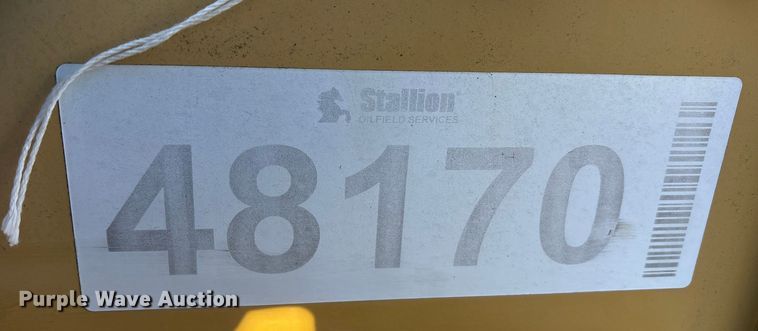 Stallion
OILFIELD SERVICES
48170
Purple Wave Auction